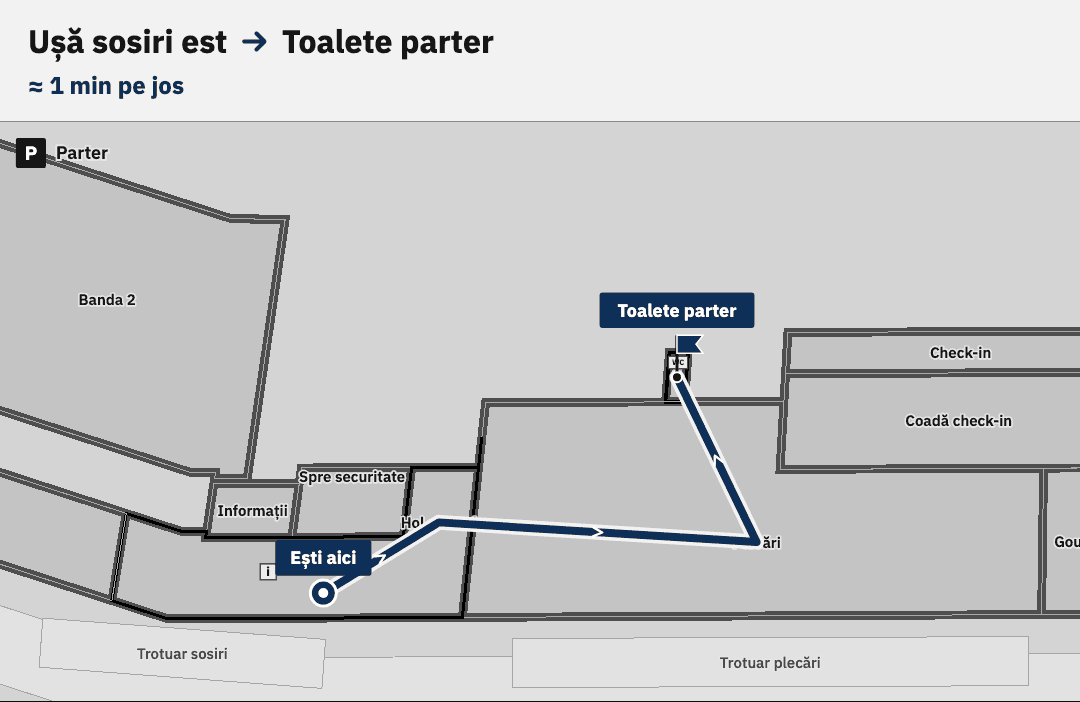 Ușă sosiri est → Toalete parter
≈ 1 min pe jos
P Parter
Banda 2
Toalete parter
WC
Check-in
Coadă check-in
Spre securitate
Informații
Hol
Ești aici
i
Trotuar sosiri
Trotuar plecări